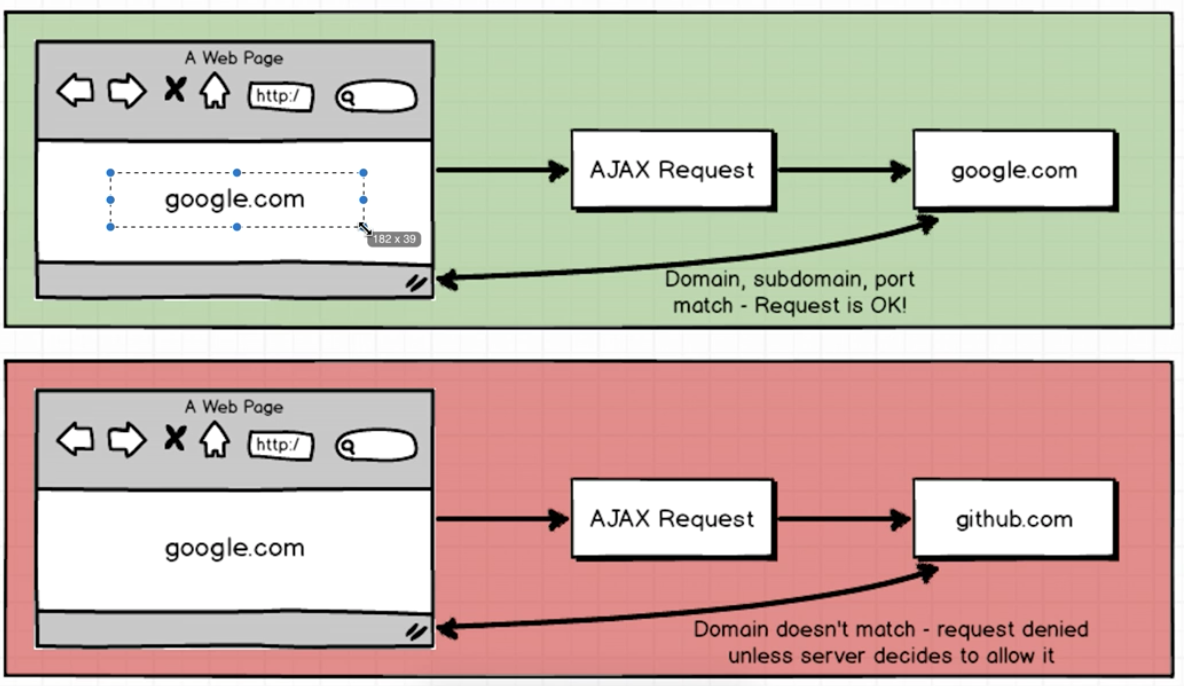 A Web Page
http:/
google.com
182 x 39
AJAX Request
google.com
Domain, subdomain, port
match - Request is OK!
A Web Page
http:/
google.com
AJAX Request
github.com
Domain doesn't match - request denied
unless server decides to allow it